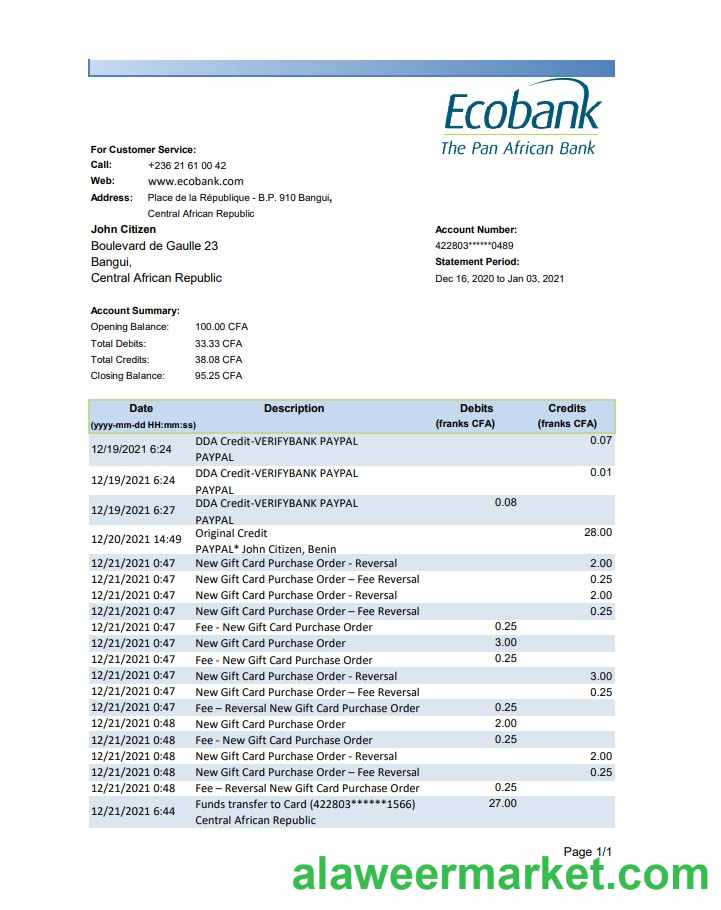 Ecobank
The Pan African Bank
For Customer Service:
Call: +236 21 61 00 42
Web: www.ecobank.com
Address: Place de la République - B.P. 910 Bangui,
Central African Republic
John Citizen
Boulevard de Gaulle 23
Bangui,
Central African Republic
Account Number:
422803******0489
Statement Period:
Dec 16, 2020 to Jan 03, 2021
Account Summary:
Opening Balance: 100.00 CFA
Total Debits: 33.33 CFA
Total Credits: 38.08 CFA
Closing Balance: 95.25 CFA
Date Description Debits Credits
(yyyy-mm-dd HH:mm:ss) (franks CFA) (franks CFA)
12/19/2021 6:24 DDA Credit-VERIFYBANK PAYPAL 0.07
PAYPAL
12/19/2021 6:24 DDA Credit-VERIFYBANK PAYPAL 0.01
PAYPAL
12/19/2021 6:27 DDA Credit-VERIFYBANK PAYPAL 0.08
PAYPAL
12/20/2021 14:49 Original Credit 28.00
PAYPAL* John Citizen, Benin
12/21/2021 0:47 New Gift Card Purchase Order - Reversal 2.00
12/21/2021 0:47 New Gift Card Purchase Order – Fee Reversal 0.25
12/21/2021 0:47 New Gift Card Purchase Order - Reversal 2.00
12/21/2021 0:47 New Gift Card Purchase Order – Fee Reversal 0.25
12/21/2021 0:47 Fee - New Gift Card Purchase Order 0.25
12/21/2021 0:47 New Gift Card Purchase Order 3.00
12/21/2021 0:47 Fee - New Gift Card Purchase Order 0.25
12/21/2021 0:47 New Gift Card Purchase Order - Reversal 3.00
12/21/2021 0:47 New Gift Card Purchase Order – Fee Reversal 0.25
12/21/2021 0:47 Fee – Reversal New Gift Card Purchase Order 0.25
12/21/2021 0:48 New Gift Card Purchase Order 2.00
12/21/2021 0:48 Fee - New Gift Card Purchase Order 0.25
12/21/2021 0:48 New Gift Card Purchase Order - Reversal 2.00
12/21/2021 0:48 New Gift Card Purchase Order – Fee Reversal 0.25
12/21/2021 0:48 Fee – Reversal New Gift Card Purchase Order 0.25
12/21/2021 6:44 Funds transfer to Card (422803******1566) 27.00
Central African Republic
Page 1/1
alaweermarket.com